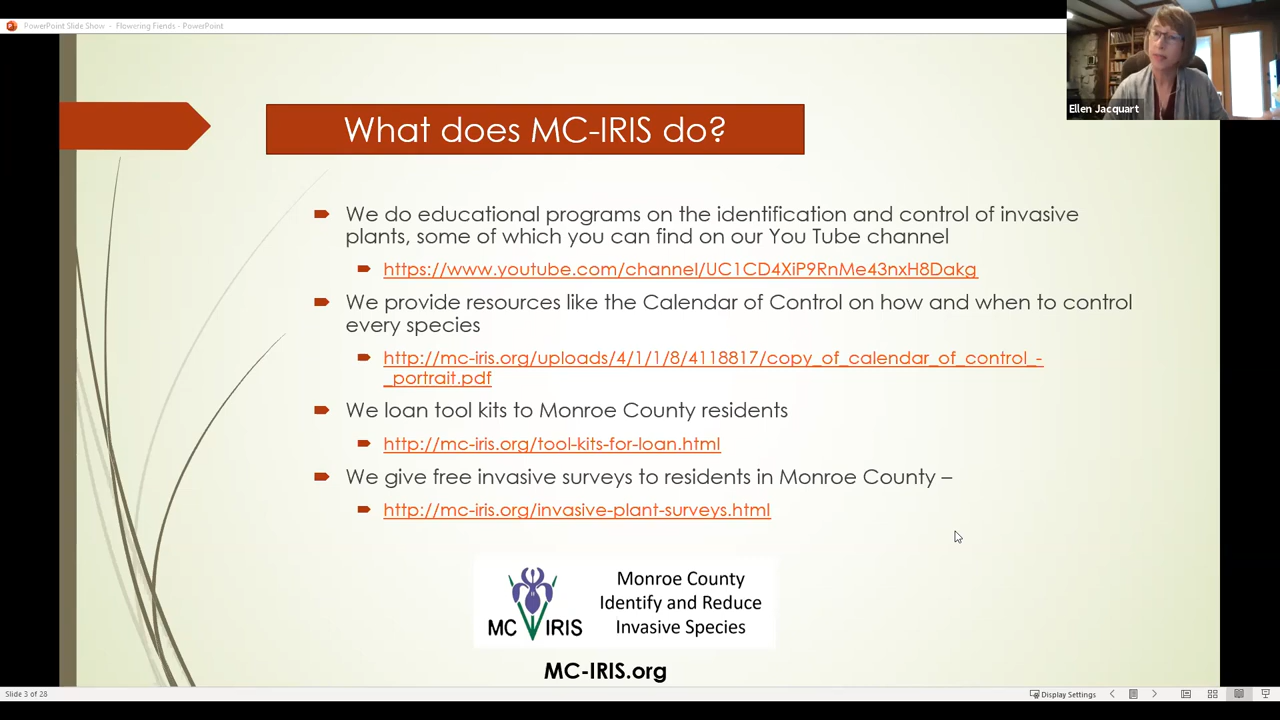 PowerPoint Slide Show - Flowering Fiends - PowerPoint
Ellen Jacquart
What does MC-IRIS do?
We do educational programs on the identification and control of invasive
plants, some of which you can find on our You Tube channel
https://www.youtube.com/channel/UC1CD4XiP9RnMe43nxH8Dakg
We provide resources like the Calendar of Control on how and when to control
every species
http://mc-iris.org/uploads/4/1/1/8/4118817/copy_of_calendar_of_control_-
_portrait.pdf
We loan tool kits to Monroe County residents
http://mc-iris.org/tool-kits-for-loan.html
We give free invasive surveys to residents in Monroe County –
http://mc-iris.org/invasive-plant-surveys.html
Monroe County
Identify and Reduce
Invasive Species
MC IRIS
MC-IRIS.org
Slide 3 of 28
Display Settings